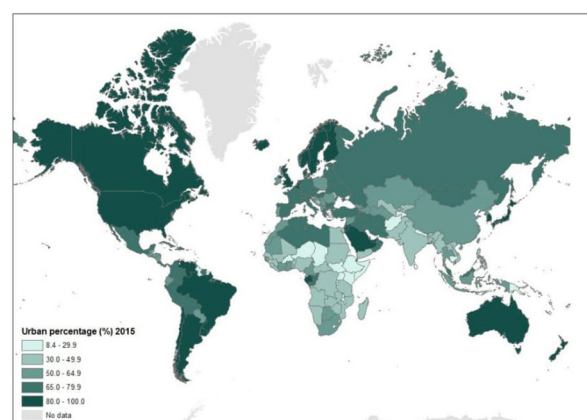 Urban percentage (%) 2015
8.4 - 29.9
30.0 - 49.9
50.0 - 64.9
65.0 - 79.9
80.0 - 100.0
No data